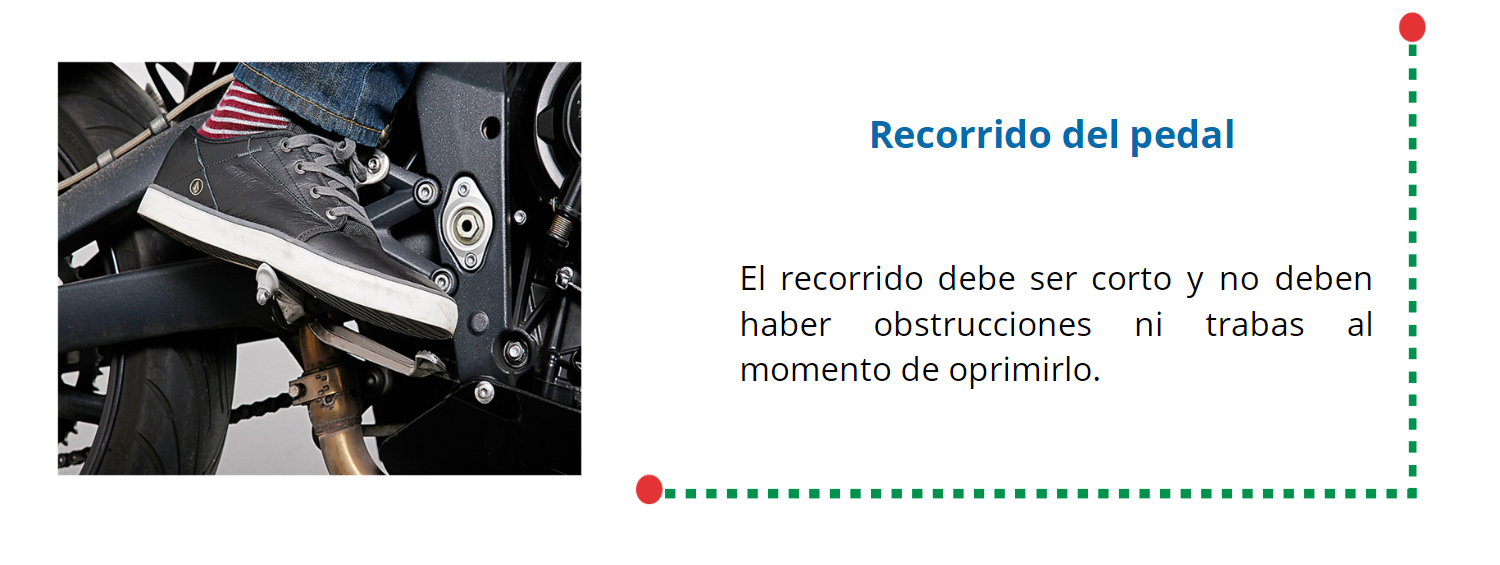 Recorrido del pedal
El recorrido debe ser corto y no deben
haber obstrucciones ni trabas al
momento de oprimirlo.